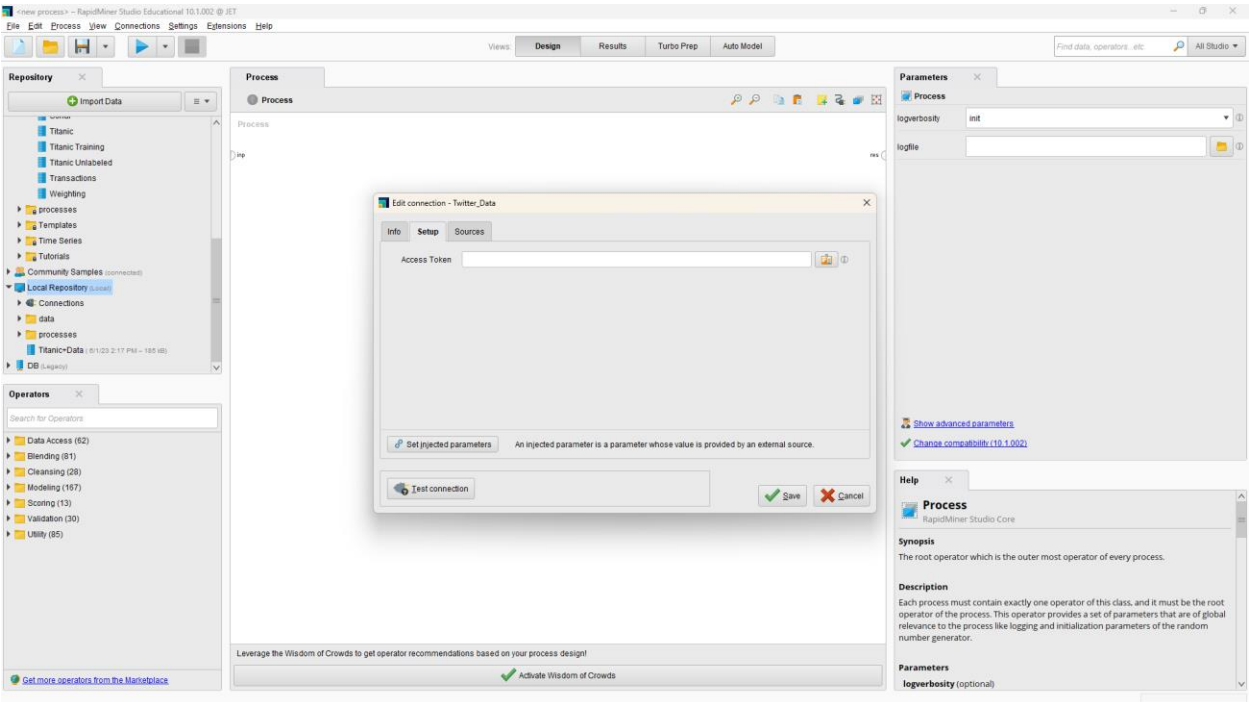 <new process> – RapidMiner Studio Educational 10.1.002 @ JET
File Edit Process View Connections Settings Extensions Help
Views: Design Results Turbo Prep Auto Model
Find data, operators...etc.
All Studio
Repository
Import Data
Titanic
Titanic Training
Titanic Unlabeled
Transactions
Weighting
processes
Templates
Time Series
Tutorials
Community Samples (connected)
Local Repository (Local)
Connections
data
processes
Titanic+Data (6/1/23 2:17 PM – 185 kB)
DB (Legacy)
Operators
Search for Operators
Data Access (62)
Blending (81)
Cleansing (28)
Modeling (167)
Scoring (13)
Validation (30)
Utility (85)
Get more operators from the Marketplace
Process
Process
Process
inp
res
Edit connection - Twitter_Data
Info Setup Sources
Access Token
Set injected parameters
An injected parameter is a parameter whose value is provided by an external source.
Test connection
Save
Cancel
Leverage the Wisdom of Crowds to get operator recommendations based on your process design!
Activate Wisdom of Crowds
Parameters
Process
logverbosity init
logfile
Show advanced parameters
Change compatibility (10.1.002)
Help
Process
RapidMiner Studio Core
Synopsis
The root operator which is the outer most operator of every process.
Description
Each process must contain exactly one operator of this class, and it must be the root
operator of the process. This operator provides a set of parameters that are of global
relevance to the process like logging and initialization parameters of the random
number generator.
Parameters
logverbosity (optional)